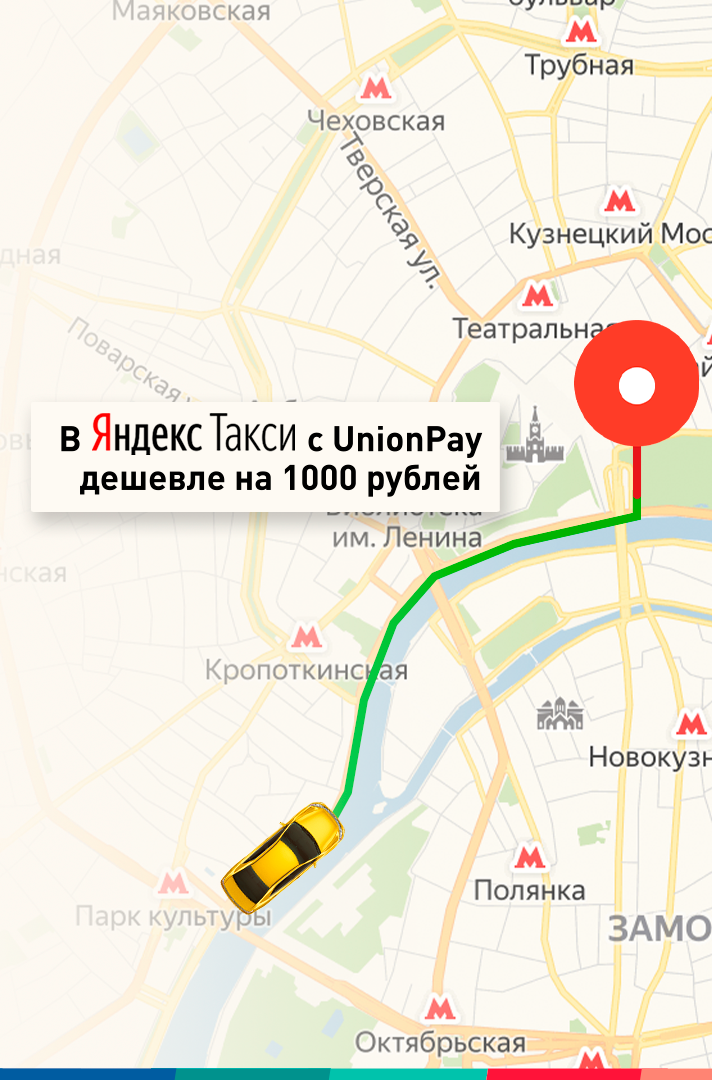 Маяковская
бульвар
Трубная
Чеховская
Тверская ул.
Кузнецкий Мос
дная
Театральная
Поварская
В Яндекс Такси с UnionPay
дешевле на 1000 рублей
Библиотека
им. Ленина
нская
Кропоткинская
Новокузн
Полянка
Парк культуры
ЗАМО
Октябрьская